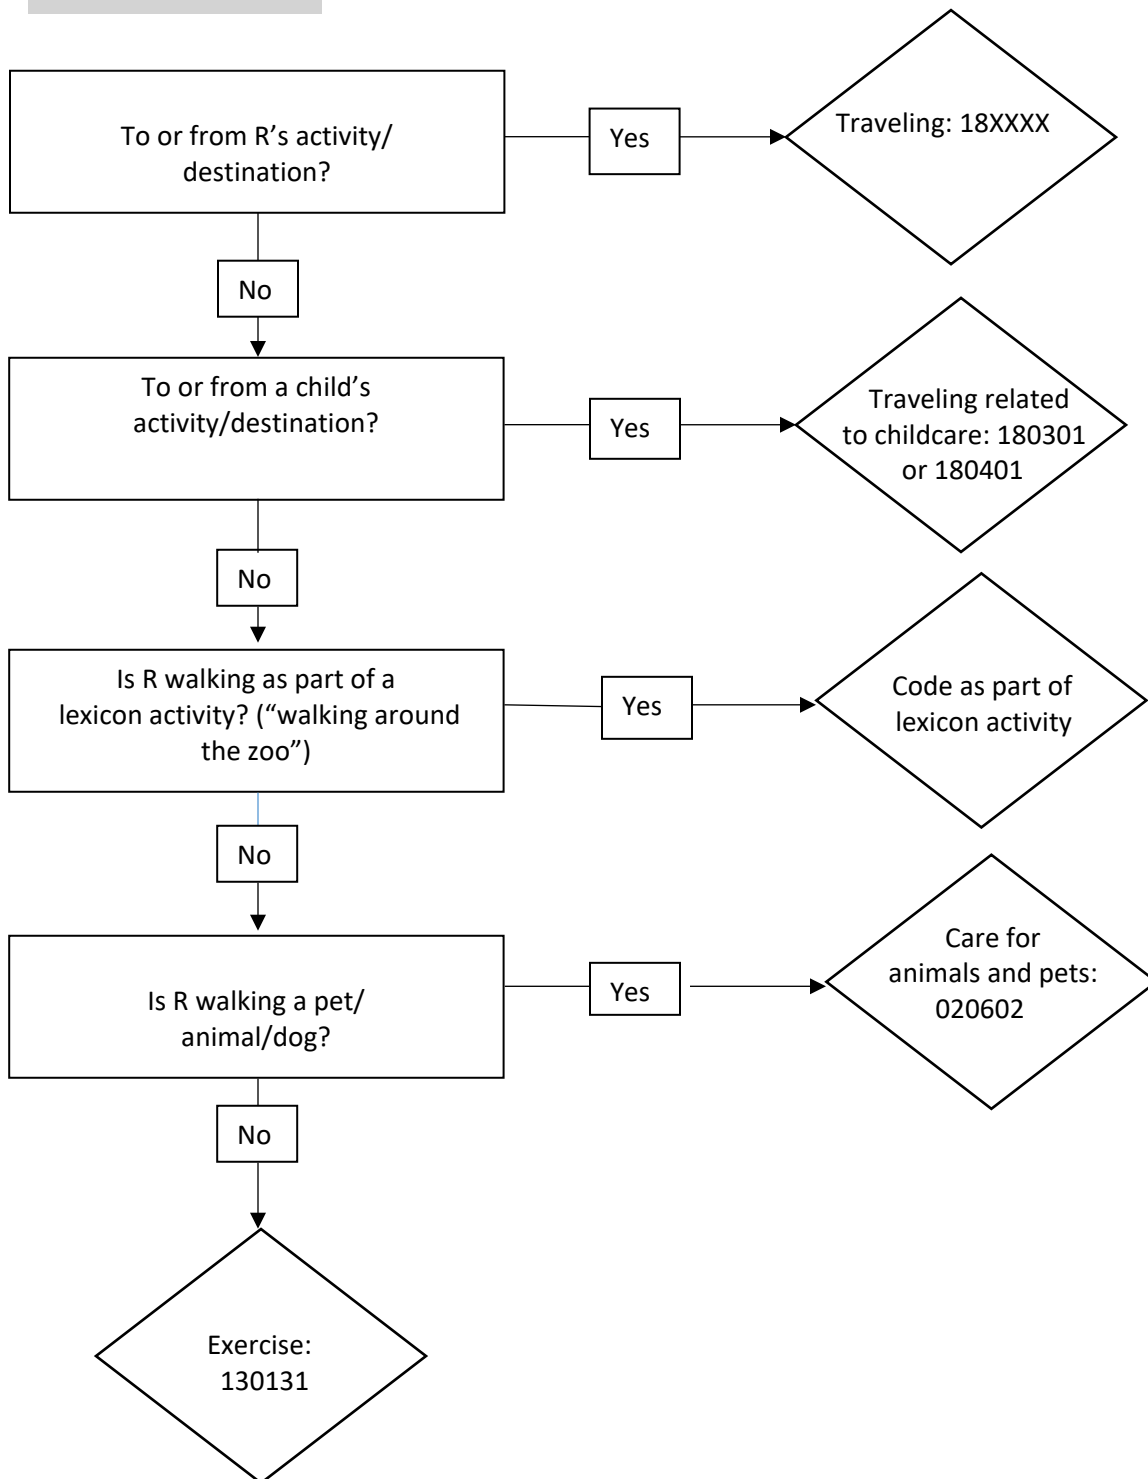 To or from R’s activity/
destination?
Yes
Traveling: 18XXXX
No
To or from a child’s
activity/destination?
Yes
Traveling related
to childcare: 180301
or 180401
No
Is R walking as part of a
lexicon activity? (“walking around
the zoo”)
Yes
Code as part of
lexicon activity
No
Is R walking a pet/
animal/dog?
Yes
Care for
animals and pets:
020602
No
Exercise:
130131